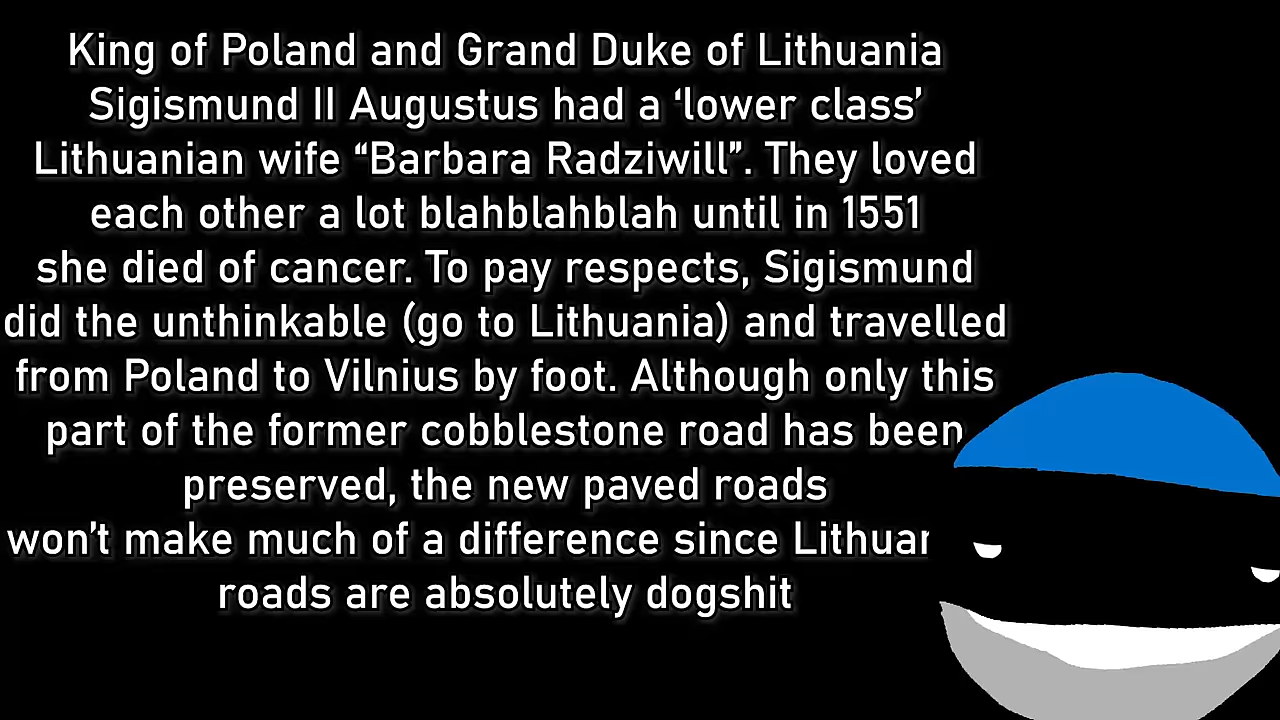 King of Poland and Grand Duke of Lithuania
Sigismund II Augustus had a ‘lower class’
Lithuanian wife “Barbara Radziwill”. They loved
each other a lot blahblahblah until in 1551
she died of cancer. To pay respects, Sigismund
did the unthinkable (go to Lithuania) and travelled
from Poland to Vilnius by foot. Although only this
part of the former cobblestone road has been
preserved, the new paved roads
won’t make much of a difference since
roads are absolutely dogshit